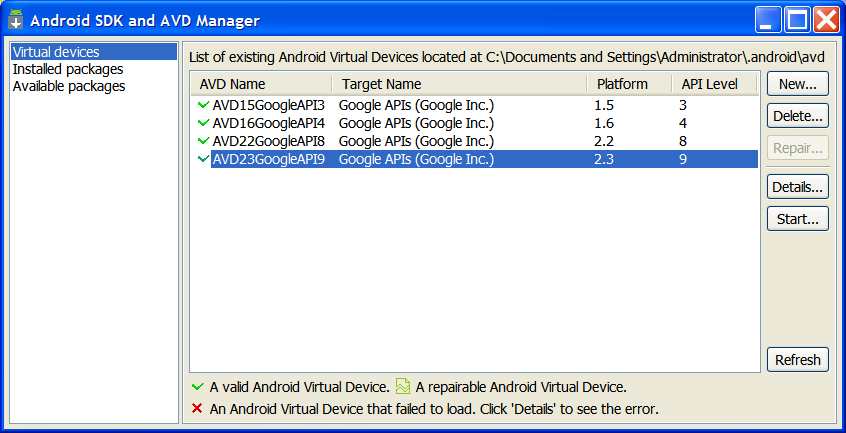 Android SDK and AVD Manager
Virtual devices
Installed packages
Available packages
List of existing Android Virtual Devices located at C:\Documents and Settings\Administrator\.android\avd
AVD Name Target Name Platform API Level
AVD15GoogleAPI3 Google APIs (Google Inc.) 1.5 3
AVD16GoogleAPI4 Google APIs (Google Inc.) 1.6 4
AVD22GoogleAPI8 Google APIs (Google Inc.) 2.2 8
AVD23GoogleAPI9 Google APIs (Google Inc.) 2.3 9
New...
Delete...
Repair...
Details...
Start...
Refresh
A valid Android Virtual Device. A repairable Android Virtual Device.
An Android Virtual Device that failed to load. Click 'Details' to see the error.